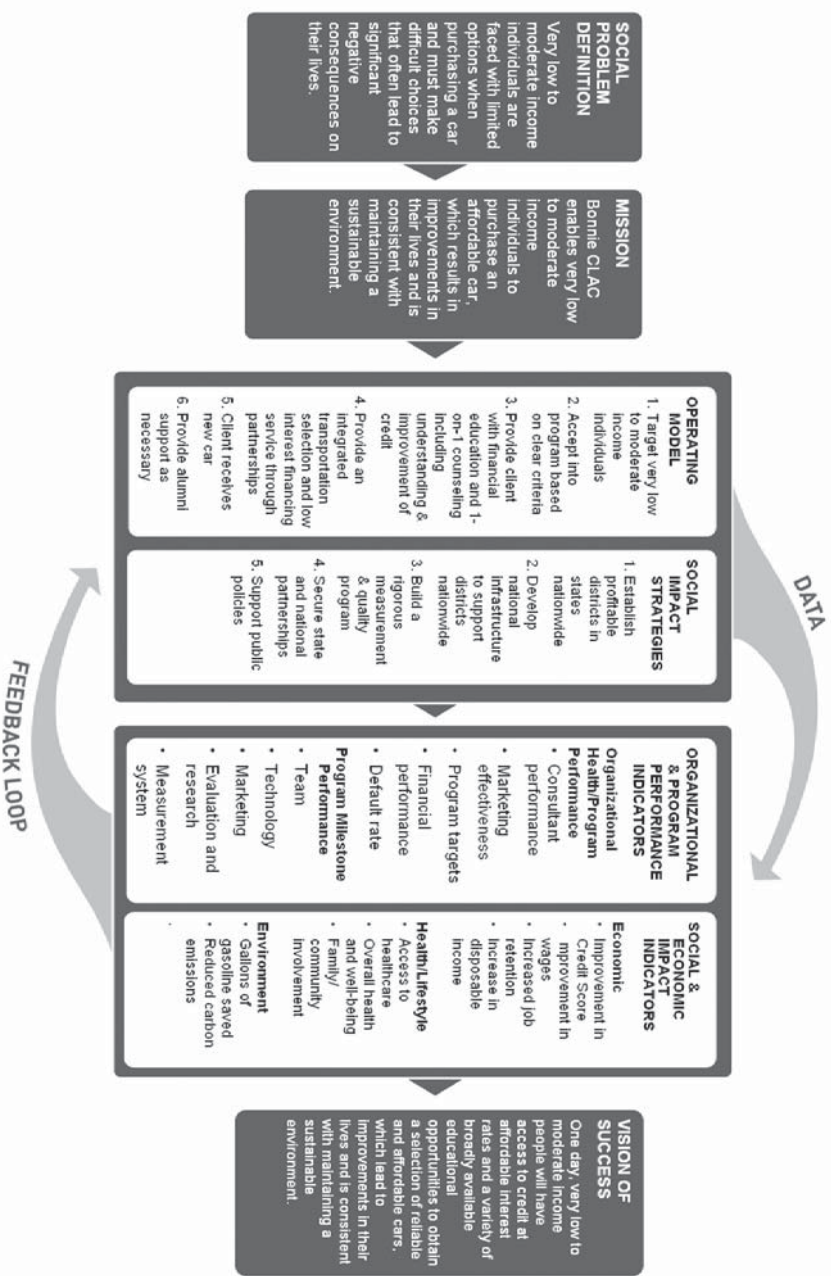 SOCIAL
PROBLEM
DEFINITION
Very low to
moderate income
individuals are
faced with limited
options when
purchasing a car
and must make
difficult choices
that often lead to
significant
negative
consequences on
their lives.
MISSION
Bonnie CLAC
enables very low
to moderate
income
individuals to
purchase an
affordable car,
which results in
improvements in
their lives and is
consistent with
maintaining a
sustainable
environment.
OPERATING
MODEL
1. Target very low
to moderate
income
individuals
2. Accept into
program based
on clear criteria
3. Provide client
with financial
education and 1-
on-1 counseling
including
understanding &
improvement of
credit
4. Provide an
integrated
transportation
selection and low
interest financing
service through
partnerships
5. Client receives
new car
6. Provide alumni
support as
necessary
SOCIAL
IMPACT
STRATEGIES
1. Establish
profitable
districts in
states
nationwide
2. Develop
national
infrastructure
to support
districts
nationwide
3. Build a
rigorous
measurement
& quality
program
4. Secure state
and national
partnerships
5. Support public
policies
DATA
FEEDBACK LOOP
ORGANIZATIONAL
& PROGRAM
PERFORMANCE
INDICATORS
Organizational
Health/Program
Performance
• Consultant
performance
• Marketing
effectiveness
• Program targets
• Financial
performance
• Default rate
Program Milestone
Performance
• Team
• Technology
• Marketing
• Evaluation and
research
• Measurement
system
SOCIAL &
ECONOMIC
IMPACT
INDICATORS
Economic
• Improvement in
Credit Score
• mprovement in
wages
• Increased job
retention
• Increase in
disposable
income
Health/Lifestyle
• Access to
healthcare
• Overall health
and well-being
• Family/
community
involvement
Environment
• Gallons of
gasoline saved
• Reduced carbon
emissions
.
VISION OF
SUCCESS
One day, very low to
moderate income
people will have
access to credit at
affordable interest
rates and a variety of
broadly available
educational
opportunities to obtain
a selection of reliable
and affordable cars,
which lead to
improvements in their
lives and is consistent
with maintaining a
sustainable
environment.